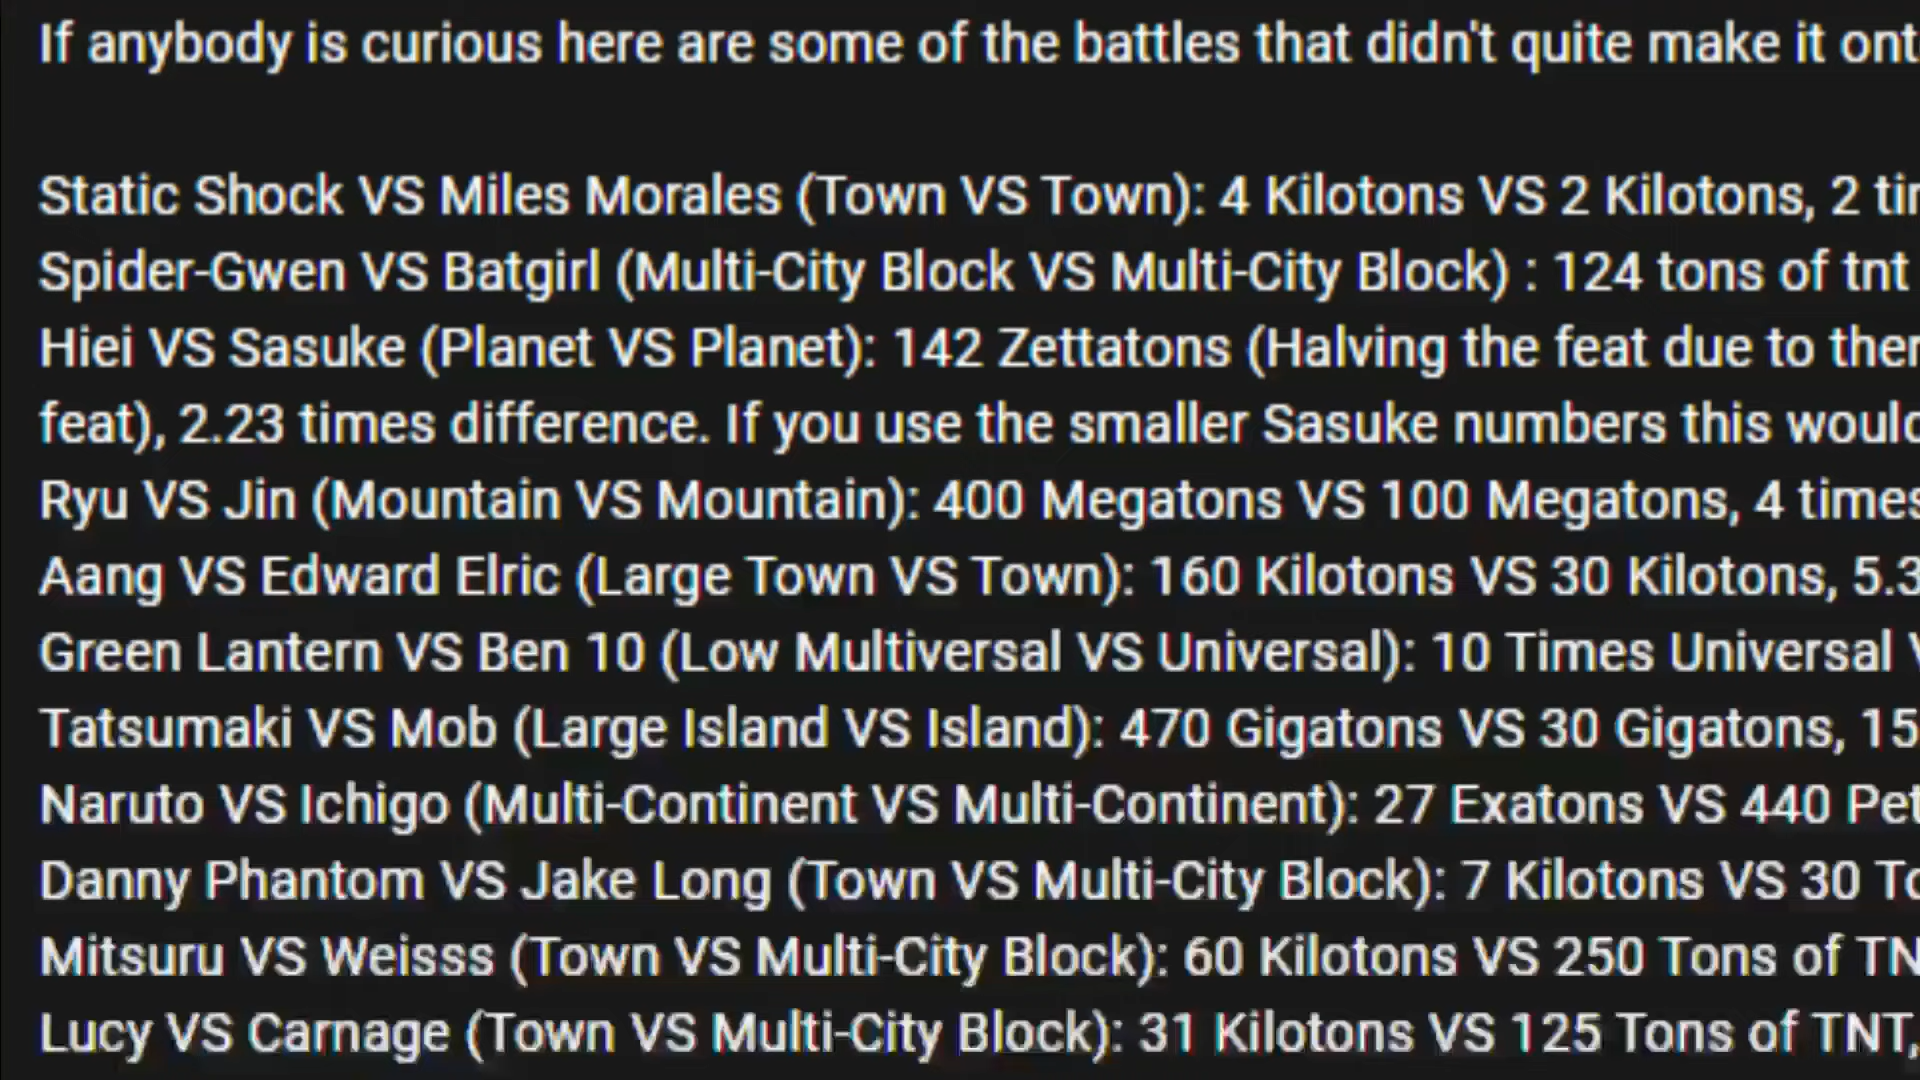 If anybody is curious here are some of the battles that didn't quite make it ont
Static Shock VS Miles Morales (Town VS Town): 4 Kilotons VS 2 Kilotons, 2 tir
Spider-Gwen VS Batgirl (Multi-City Block VS Multi-City Block) : 124 tons of tnt
Hiei VS Sasuke (Planet VS Planet): 142 Zettatons (Halving the feat due to
feat), 2.23 times difference. If you use the smaller Sasuke numbers this would
Ryu VS Jin (Mountain VS Mountain): 400 Megatons VS 100 Megatons, 4 times
Aang VS Edward Elric (Large Town VS Town): 160 Kilotons VS 30 Kilotons, 5.3
Green Lantern VS Ben 10 (Low Multiversal VS Universal): 10 Times Universal
Tatsumaki VS Mob (Large Island VS Island): 470 Gigatons VS 30 Gigatons, 15
Naruto VS Ichigo (Multi-Continent VS Multi-Continent): 27 Exatons VS 440 Pet
Danny Phantom VS Jake Long (Town VS Multi-City Block): 7 Kilotons VS 30 To
Mitsuru VS Weisss (Town VS Multi-City Block): 60 Kilotons VS 250 Tons of TN
Lucy VS Carnage (Town VS Multi-City Block): 31 Kilotons VS 125 Tons of TNT,